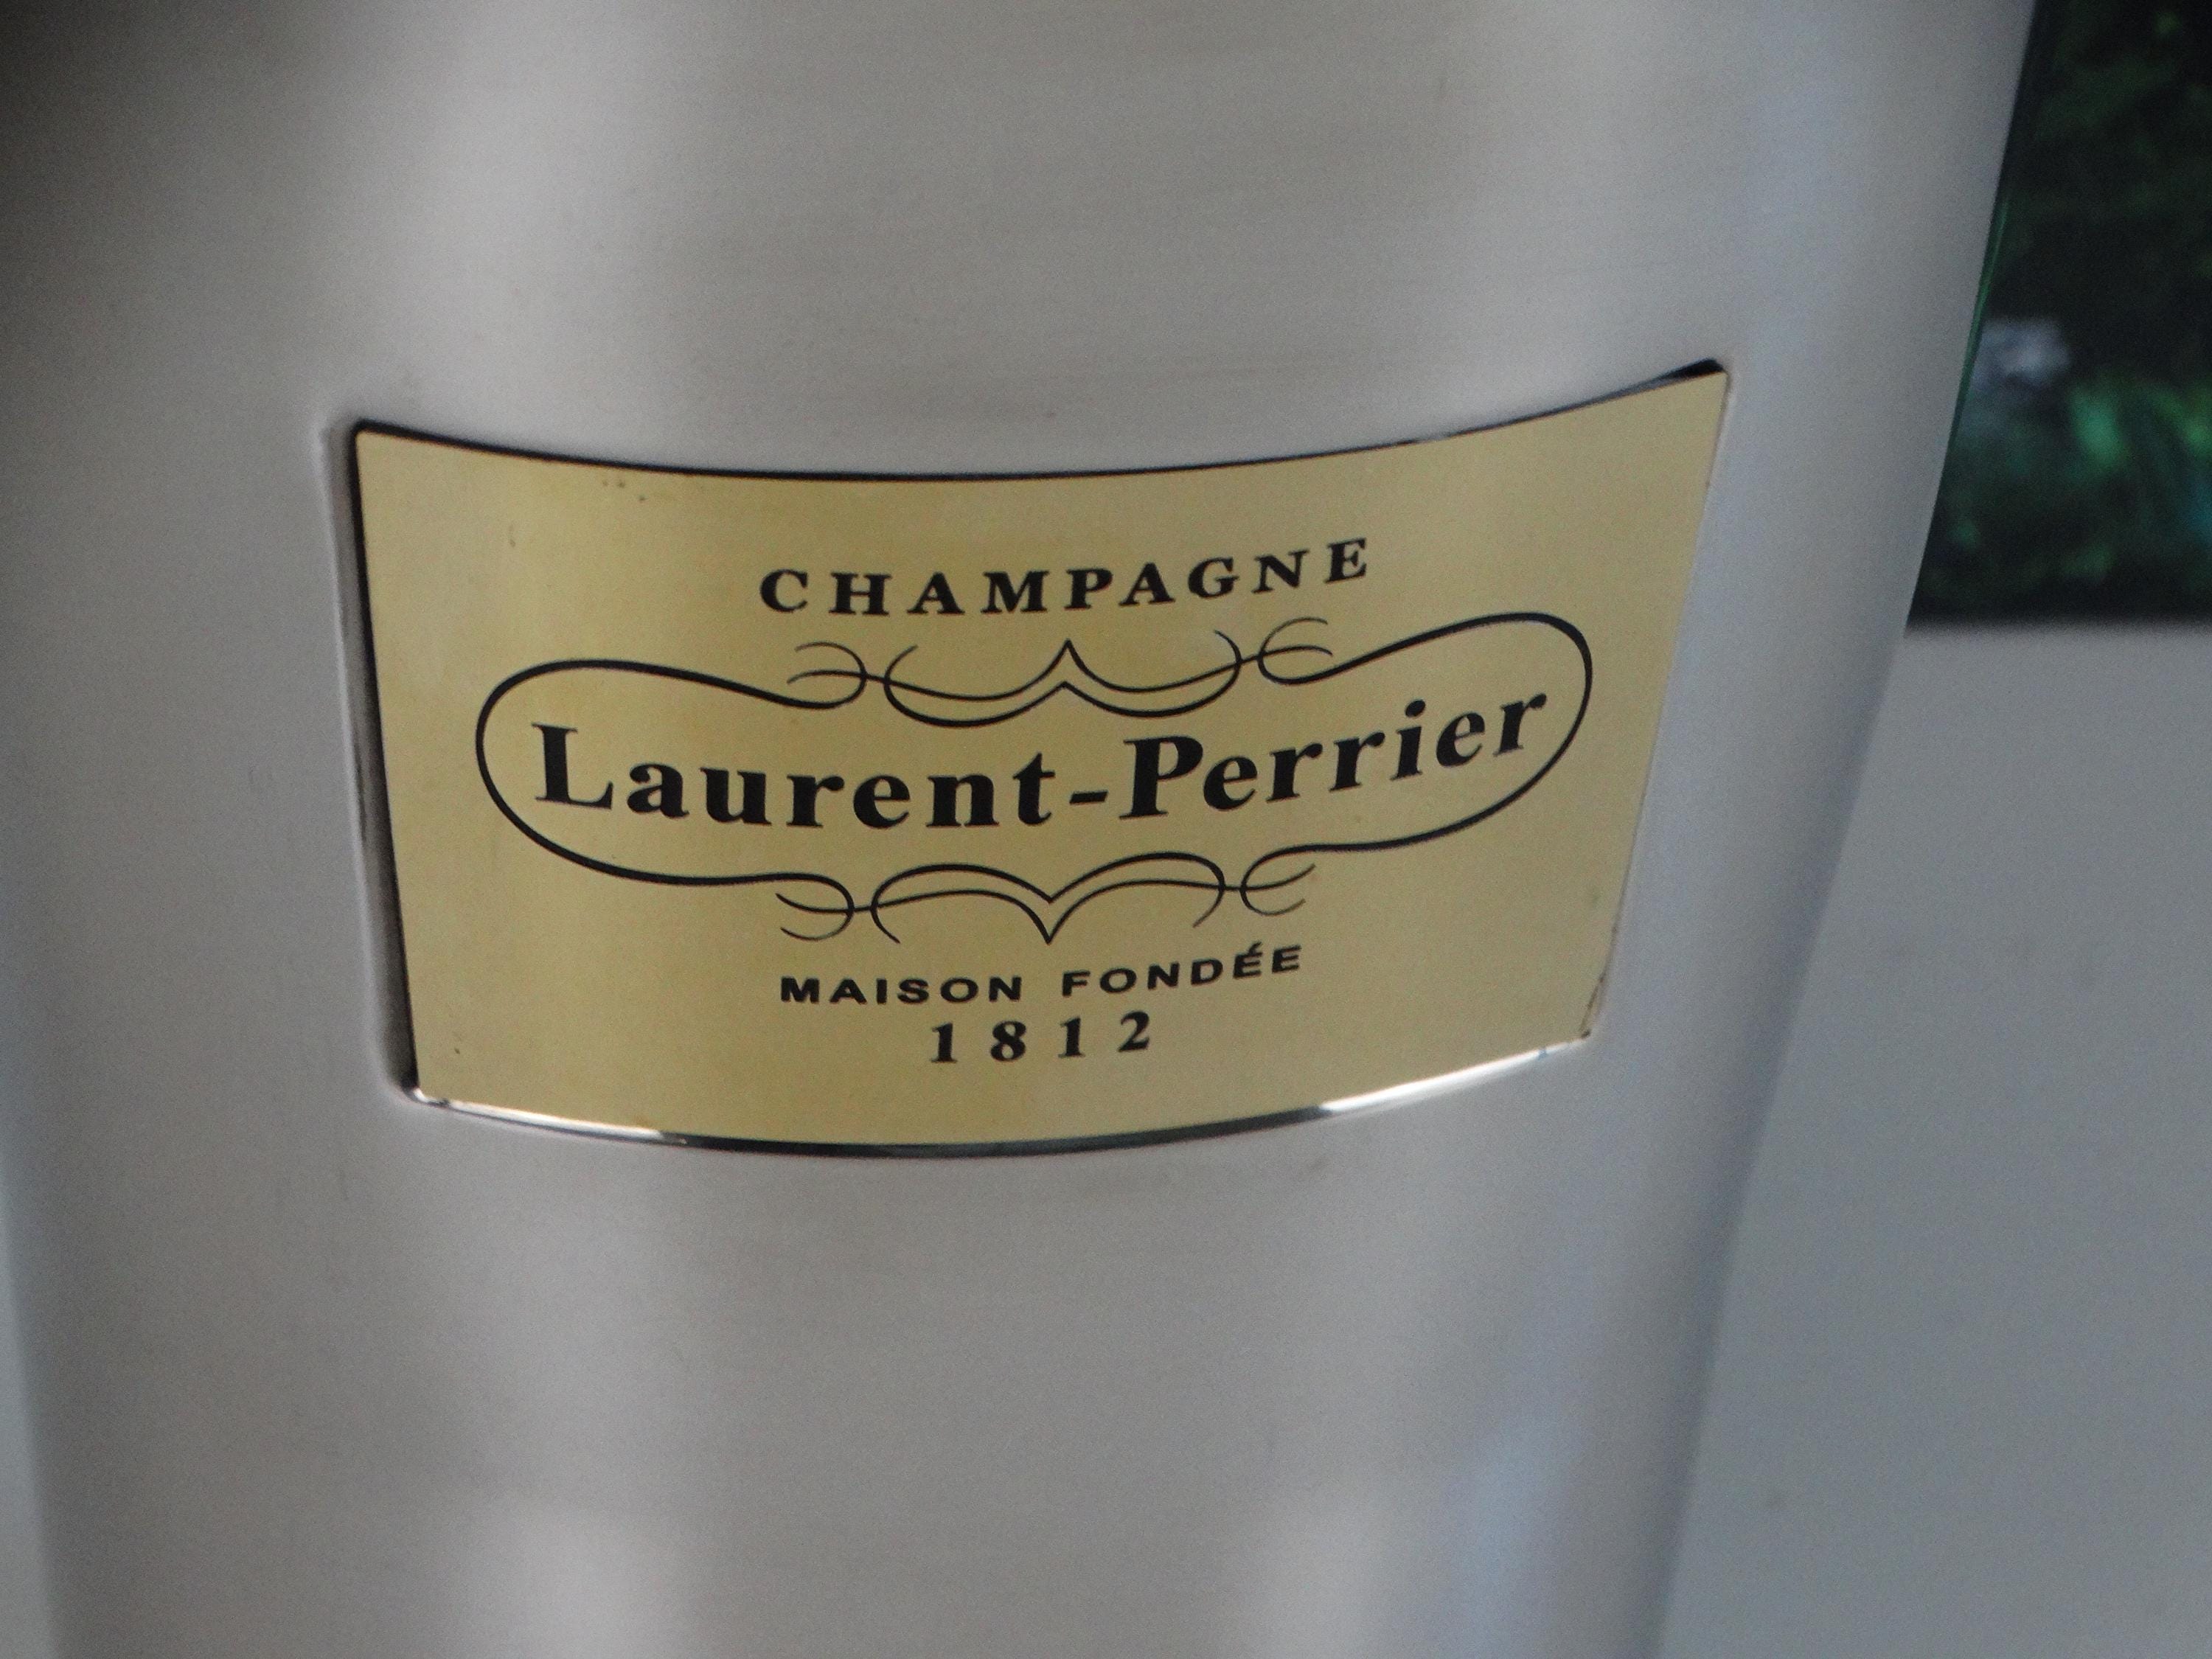 CHAMPAGNE
Laurent-Perrier
MAISON FONDÉE
1812